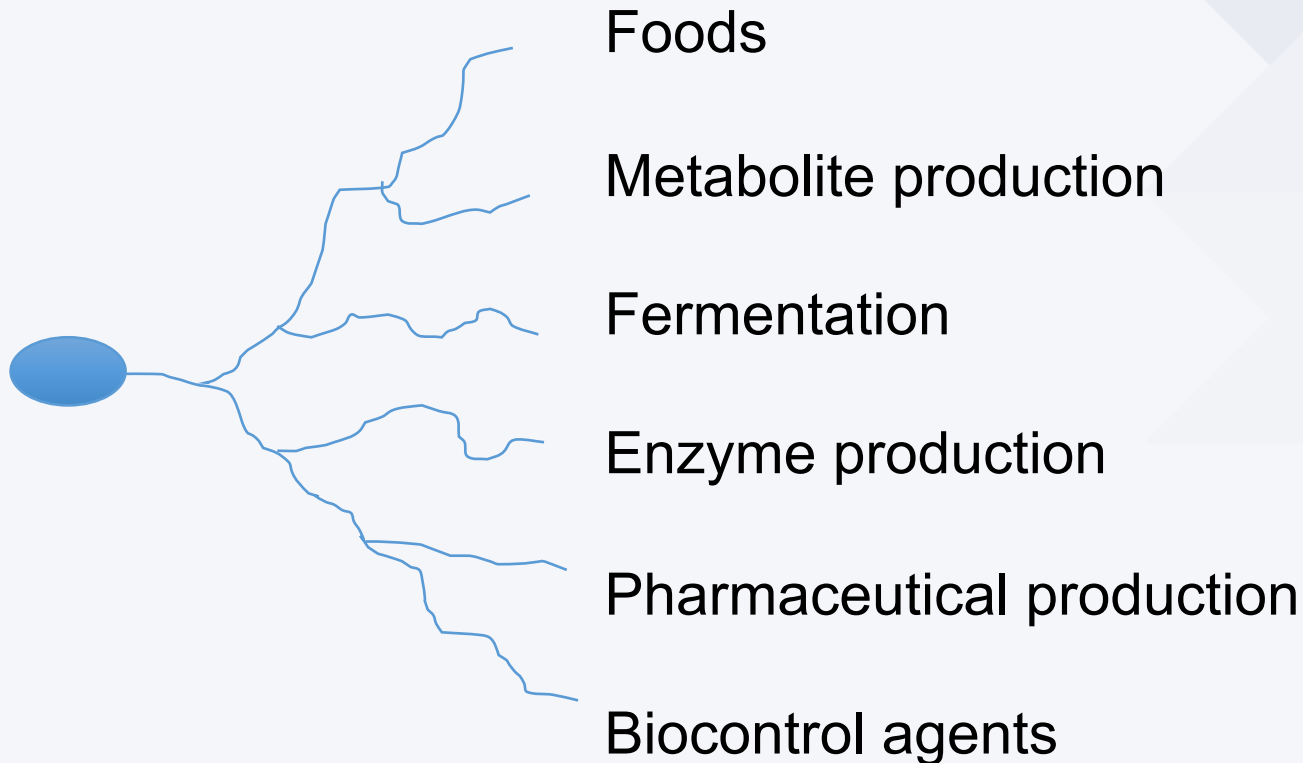 Foods
Metabolite production
Fermentation
Enzyme production
Pharmaceutical production
Biocontrol agents